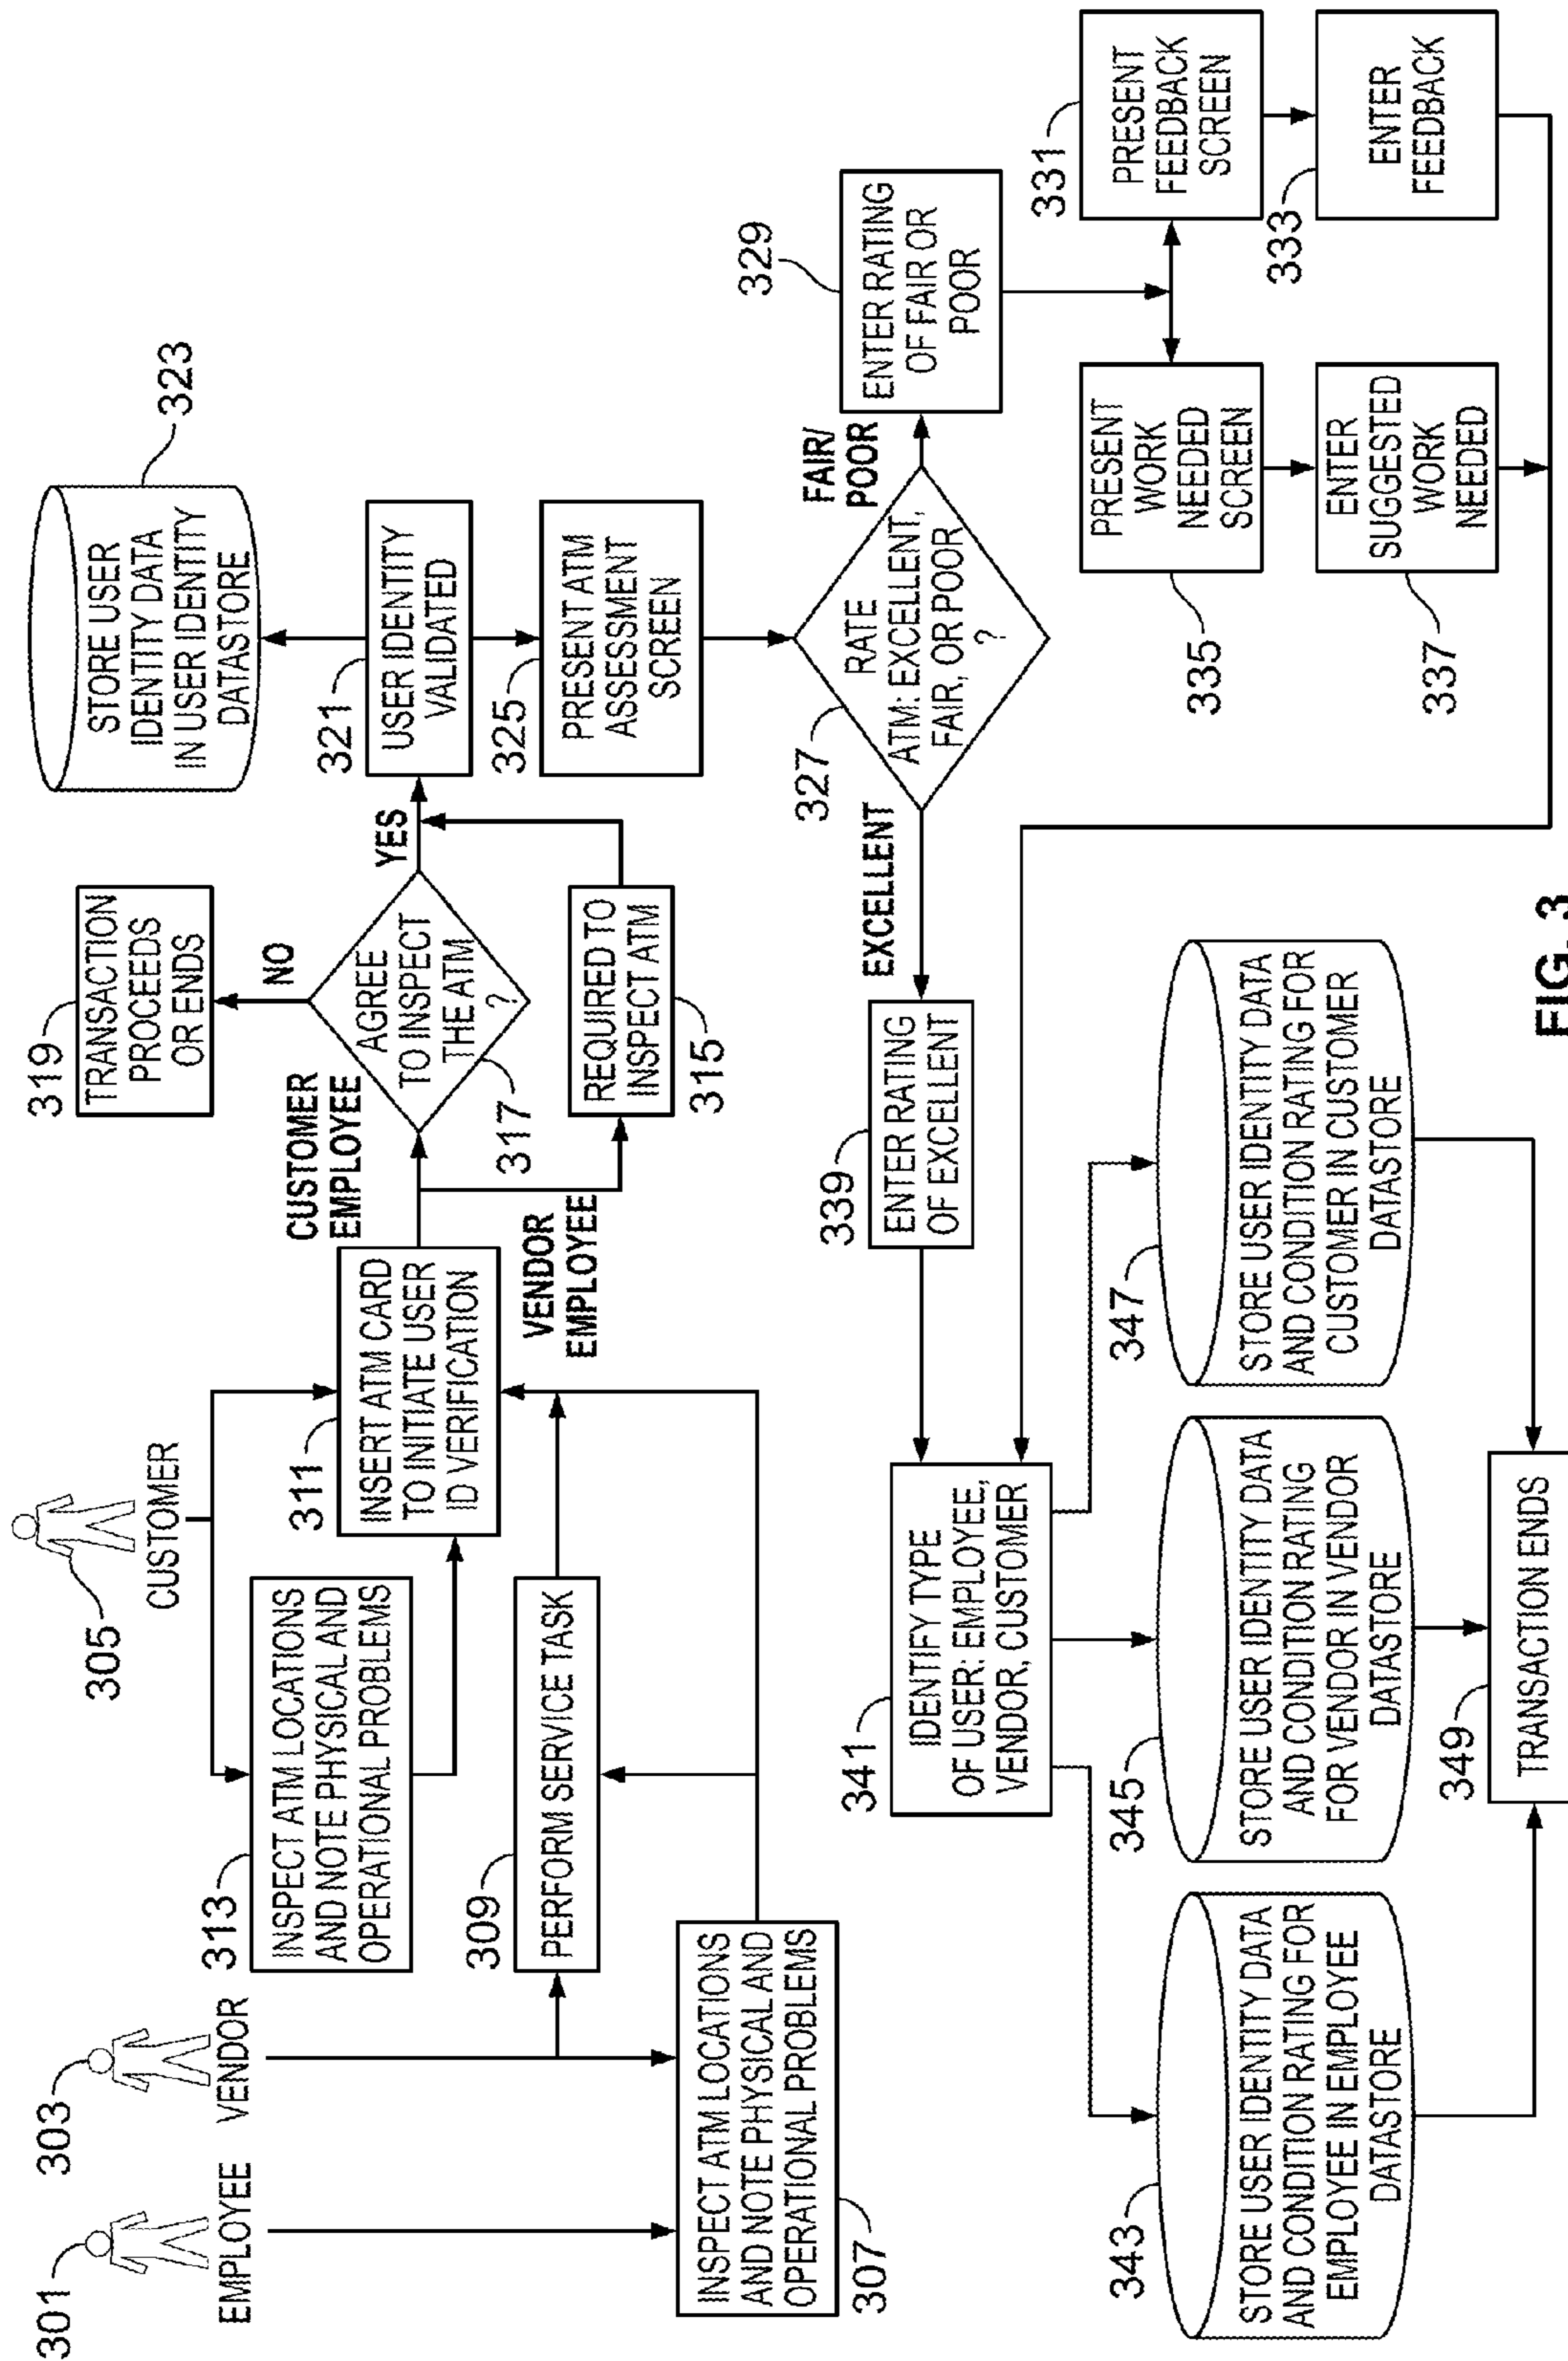 301
EMPLOYEE
303
VENDOR
305
CUSTOMER
INSPECT ATM LOCATIONS
AND NOTE PHYSICAL AND
OPERATIONAL PROBLEMS
307
309
PERFORM SERVICE TASK
313
INSPECT ATM LOCATIONS
AND NOTE PHYSICAL AND
OPERATIONAL PROBLEMS
311
INSERT ATM CARD
TO INITIATE USER
ID VERIFICATION
CUSTOMER
EMPLOYEE
VENDOR
EMPLOYEE
REQUIRED TO
INSPECT ATM
315
AGREE
TO INSPECT
THE ATM
?
317
NO
319
TRANSACTION
PROCEEDS
OR ENDS
YES
321
USER IDENTITY
VALIDATED
STORE USER
IDENTITY DATA
IN USER IDENTITY
DATASTORE
323
325
PRESENT ATM
ASSESSMENT
SCREEN
327
RATE
ATM: EXCELLENT,
FAIR, OR POOR
?
FAIR/
POOR
329
ENTER RATING
OF FAIR OR
POOR
331
PRESENT
FEEDBACK
SCREEN
333
ENTER
FEEDBACK
PRESENT
WORK
NEEDED
SCREEN
335
ENTER
SUGGESTED
WORK
NEEDED
337
EXCELLENT
339
ENTER RATING
OF EXCELLENT
341
IDENTIFY TYPE
OF USER: EMPLOYEE,
VENDOR, CUSTOMER
343
STORE USER IDENTITY DATA
AND CONDITION RATING FOR
EMPLOYEE IN EMPLOYEE
DATASTORE
345
STORE USER IDENTITY DATA
AND CONDITION RATING
FOR VENDOR IN VENDOR
DATASTORE
347
STORE USER IDENTITY DATA
AND CONDITION RATING FOR
CUSTOMER IN CUSTOMER
DATASTORE
349
TRANSACTION ENDS
FIG. 3